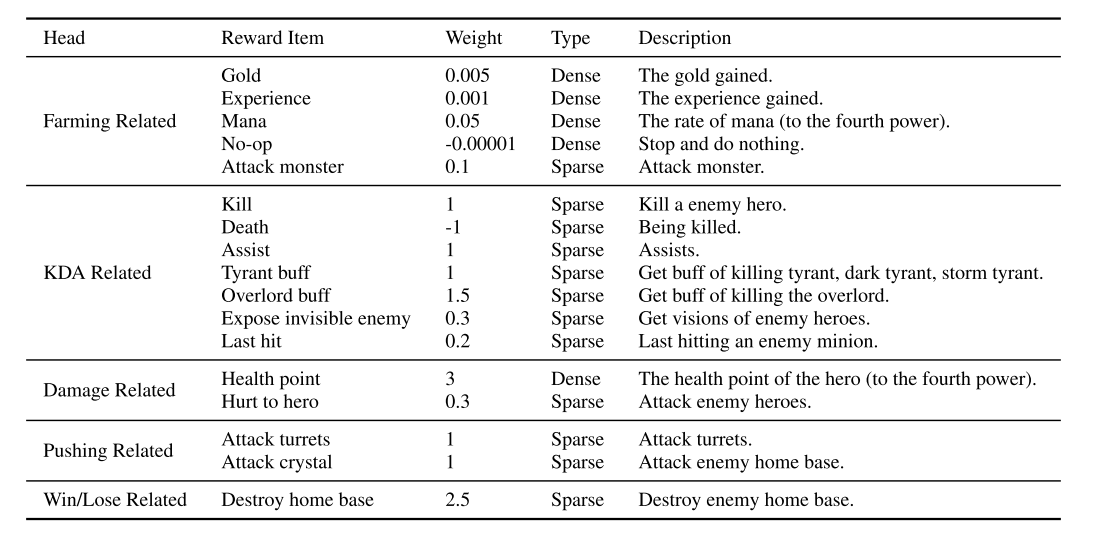 Head Reward Item Weight Type Description
Gold 0.005 Dense The gold gained.
Experience 0.001 Dense The experience gained.
Farming Related Mana 0.05 Dense The rate of mana (to the fourth power).
No-op -0.00001 Dense Stop and do nothing.
Attack monster 0.1 Sparse Attack monster.
Kill 1 Sparse Kill a enemy hero.
Death -1 Sparse Being killed.
Assist 1 Sparse Assists.
KDA Related Tyrant buff 1 Sparse Get buff of killing tyrant, dark tyrant, storm tyrant.
Overlord buff 1.5 Sparse Get buff of killing the overlord.
Expose invisible enemy 0.3 Sparse Get visions of enemy heroes.
Last hit 0.2 Sparse Last hitting an enemy minion.
Damage Related Health point 3 Dense The health point of the hero (to the fourth power).
Hurt to hero 0.3 Sparse Attack enemy heroes.
Pushing Related Attack turrets 1 Sparse Attack turrets.
Attack crystal 1 Sparse Attack enemy home base.
Win/Lose Related Destroy home base 2.5 Sparse Destroy enemy home base.